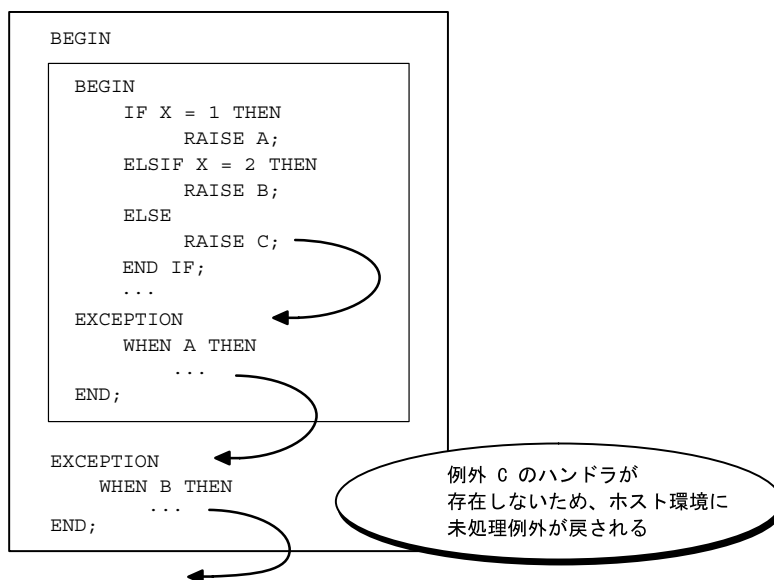 BEGIN
BEGIN
IF X = 1 THEN
RAISE A;
ELSIF X = 2 THEN
RAISE B;
ELSE
RAISE C;
END IF;
...
EXCEPTION
WHEN A THEN
...
END;
EXCEPTION
WHEN B THEN
...
END;
例外 C のハンドラが
存在しないため、ホスト環境に
未処理例外が戻される